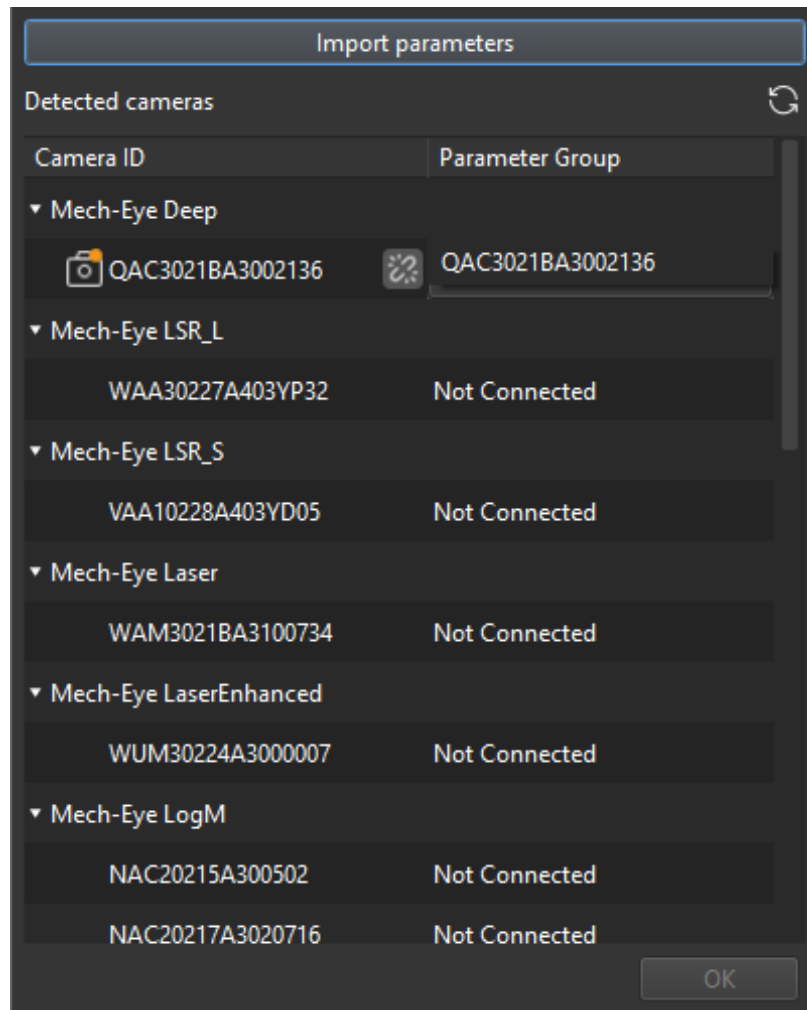 Import parameters
Detected cameras
Camera ID Parameter Group
Mech-Eye Deep
QAC3021BA3002136 QAC3021BA3002136
Mech-Eye LSR_L
WAA30227A403YP32 Not Connected
Mech-Eye LSR_S
VAA10228A403YD05 Not Connected
Mech-Eye Laser
WAM3021BA3100734 Not Connected
Mech-Eye LaserEnhanced
WUM30224A3000007 Not Connected
Mech-Eye LogM
NAC20215A300502 Not Connected
NAC20217A3020716 Not Connected
OK